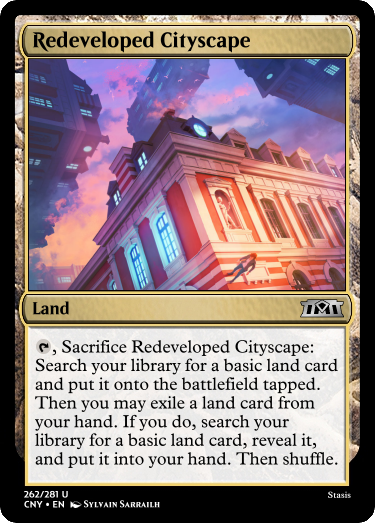 Redeveloped Cityscape
Land
, Sacrifice Redeveloped Cityscape:
Search your library for a basic land card
and put it onto the battlefield tapped.
Then you may exile a land card from
your hand. If you do, search your
library for a basic land card, reveal it,
and put it into your hand. Then shuffle.
262/281 U
Stasis
CNY • EN Sylvain Sarrailh